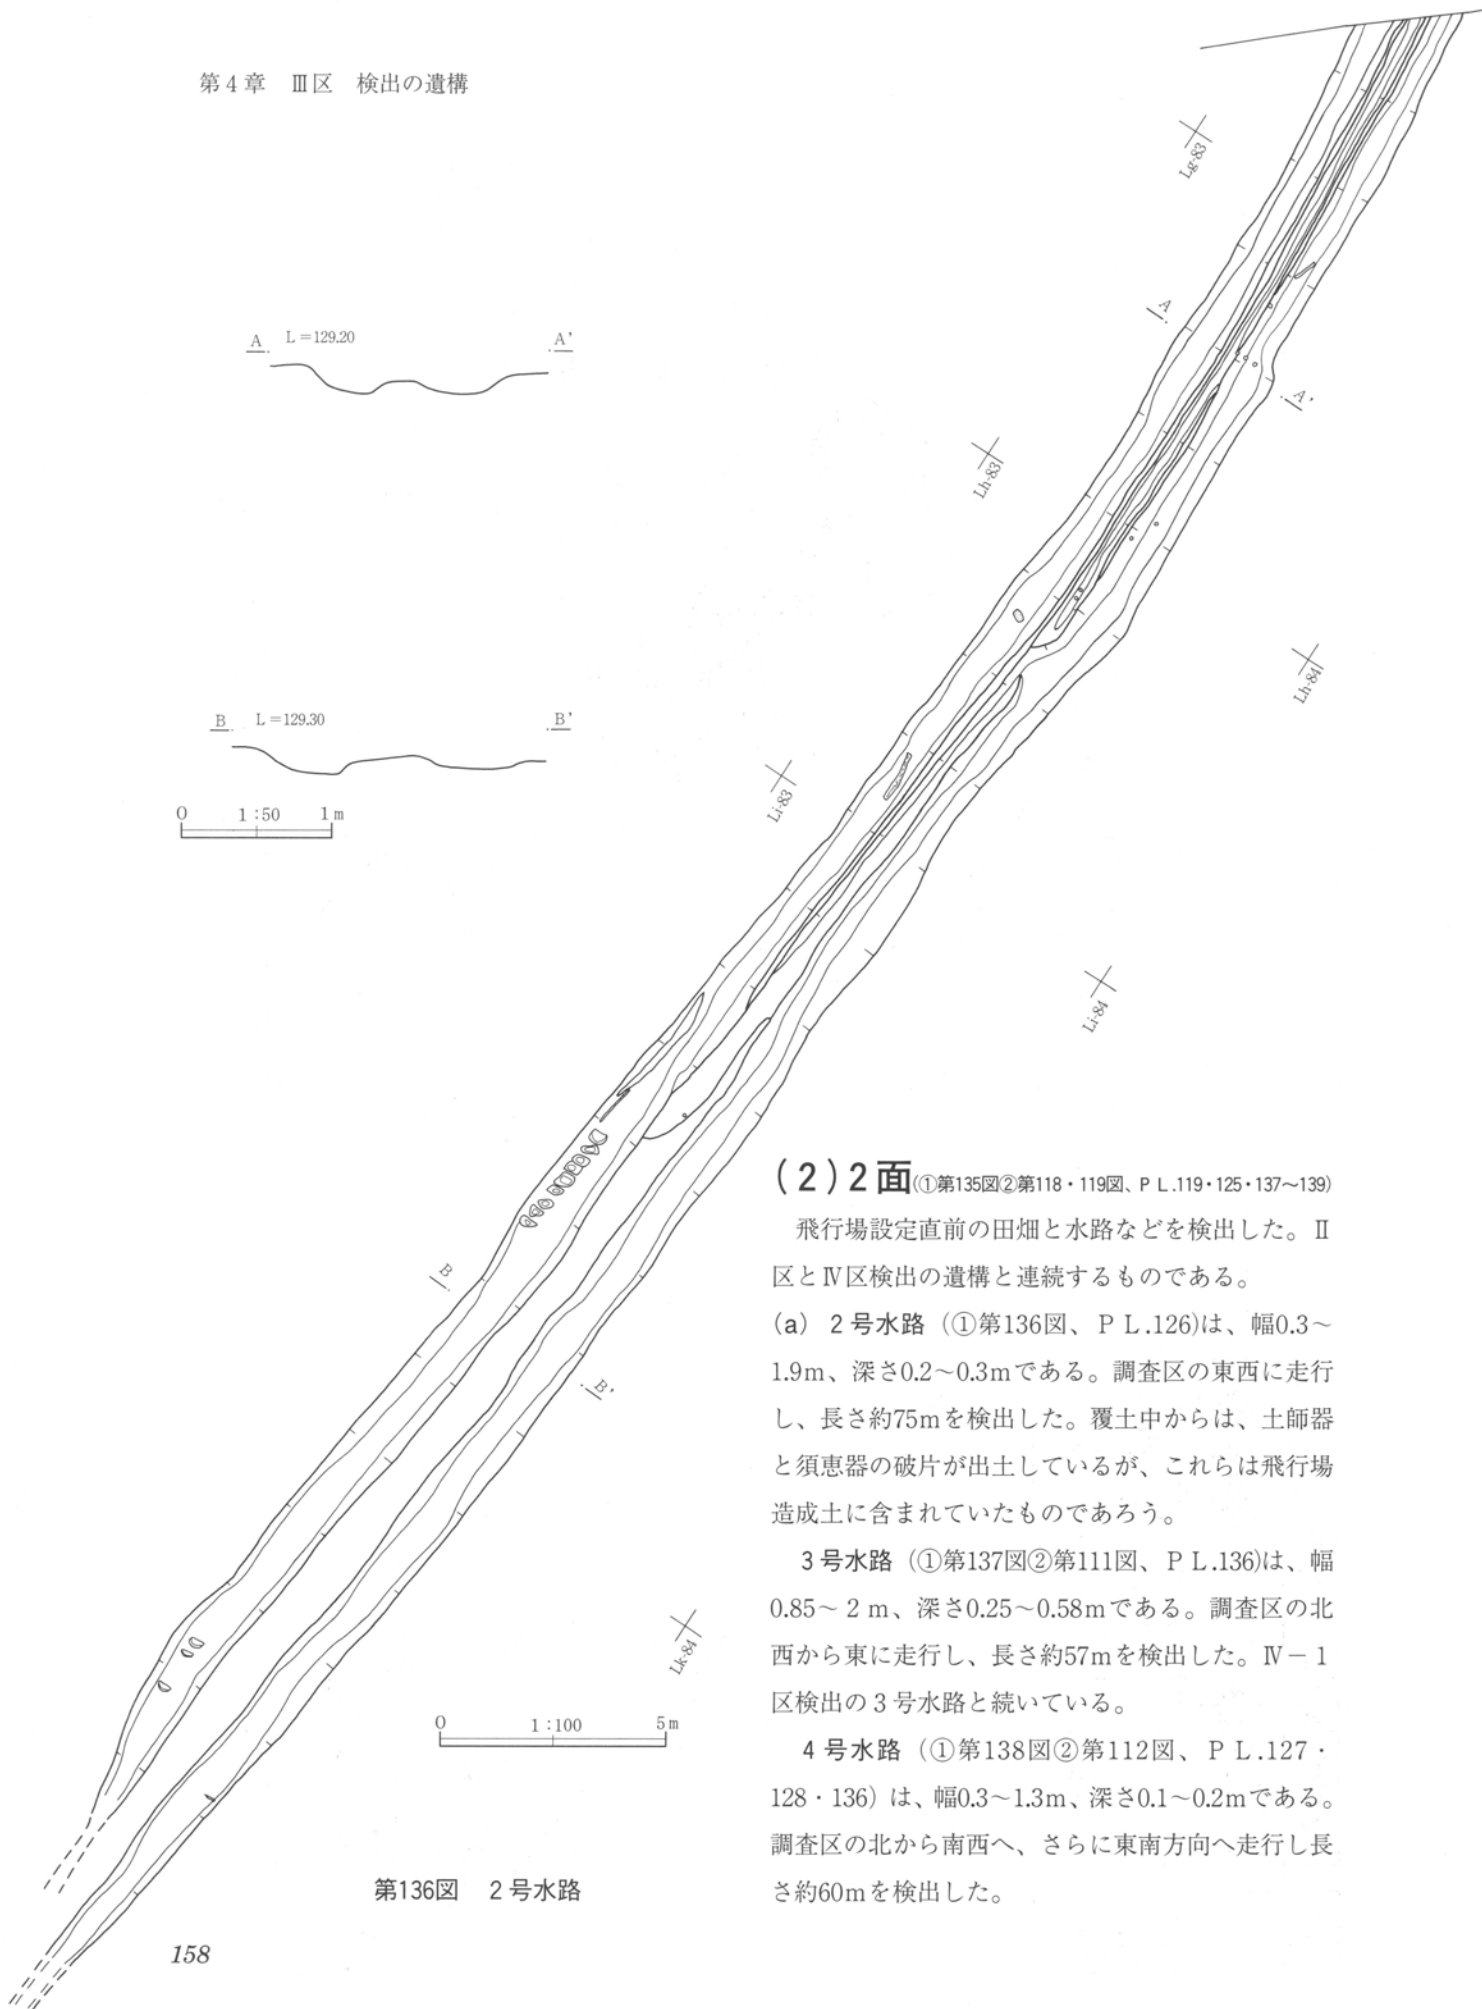 第4章　Ⅲ区　検出の遺構
Lg-83
A
A’
A　L＝129.20　A’
Lh-83
Lh-84
B　L＝129.30　B’
0　1：50　1m
Li-83
Li-84
B
B’
（2）2面(①第135図②第118・119図、ＰＬ.119・125・137～139)
　飛行場設定直前の田畑と水路などを検出した。Ⅱ
区とⅣ区検出の遺構と連続するものである。
(a)　2号水路（①第136図、ＰＬ.126)は、幅0.3～
1.9m、深さ0.2～0.3mである。調査区の東西に走行
し、長さ約75mを検出した。覆土中からは、土師器
と須恵器の破片が出土しているが、これらは飛行場
造成土に含まれていたものであろう。
　3号水路（①第137図②第111図、ＰＬ.136)は、幅
0.85～２m、深さ0.25～0.58mである。調査区の北
西から東に走行し、長さ約57mを検出した。Ⅳ－１
区検出の３号水路と続いている。
　4号水路（①第138図②第112図、ＰＬ.127・
128・136）は、幅0.3～1.3m、深さ0.1～0.2mである。
調査区の北から南西へ、さらに東南方向へ走行し長
さ約60mを検出した。
Lk-84
0　1：100　5m
第136図　2号水路
158